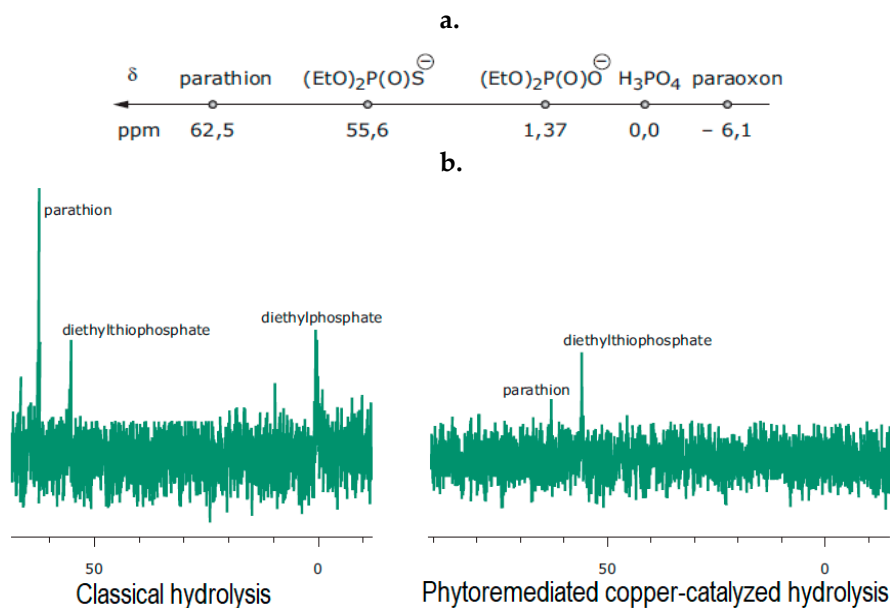 a.
δ parathion (EtO)₂P(O)S⊖ (EtO)₂P(O)O⊖ H₃PO₄ paraoxon
ppm 62,5 55,6 1,37 0,0 – 6,1
b.
parathion
diethylthiophosphate
diethylphosphate
diethylthiophosphate
parathion
50 0
50 0
Classical hydrolysis
Phytoremediated copper-catalyzed hydrolysis